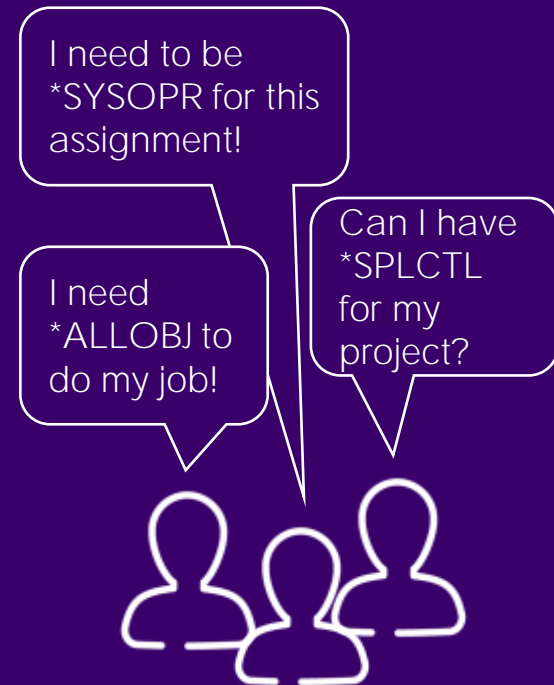 I need to be
*SYSOPR for this
assignment!
Can I have
*SPLCTL
for my
project?
I need
*ALLOBJ to
do my job!